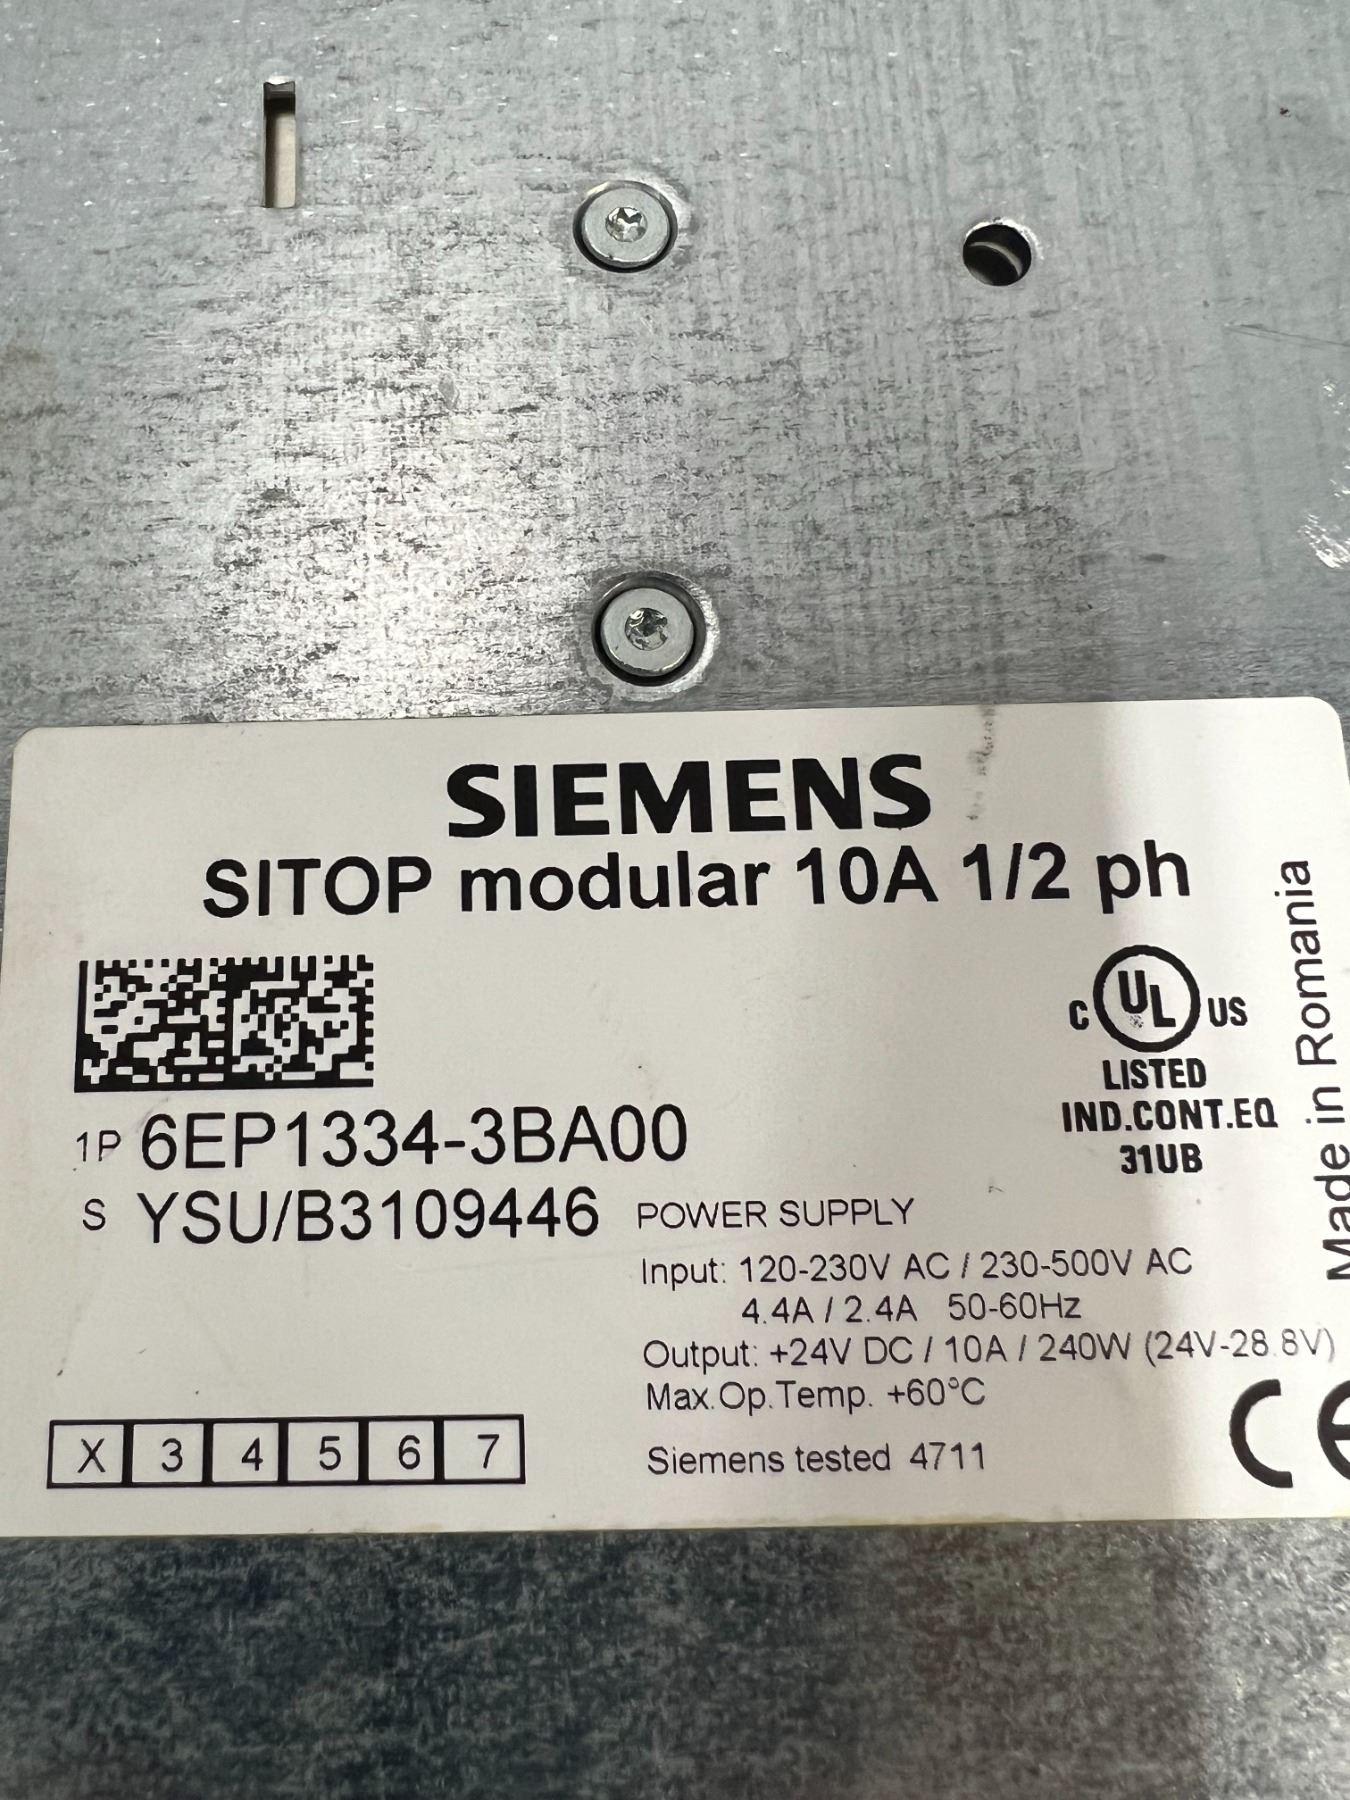 SIEMENS
SITOP modular 10A 1/2 ph
Made in Romania
C UL US
LISTED
IND.CONT.EQ
31UB
1P 6EP1334-3BA00
S YSU/B3109446
POWER SUPPLY
Input: 120-230V AC / 230-500V AC
4.4A / 2.4A 50-60Hz
Output: +24V DC / 10A / 240W (24V-28.8V)
Max.Op.Temp. +60°C
Siemens tested 4711
X 3 4 5 6 7
CE